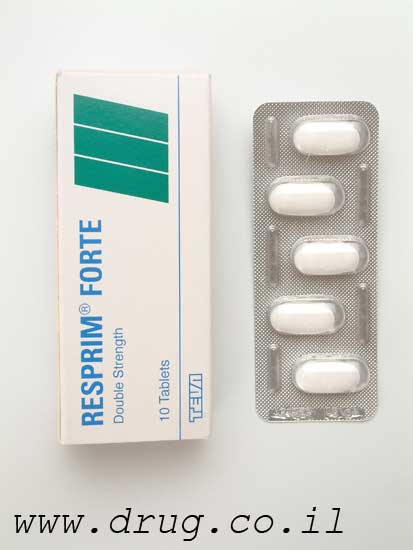 RESPRIM® FORTE
Double Strength
10 Tablets
TEVA
www.drug.co.il